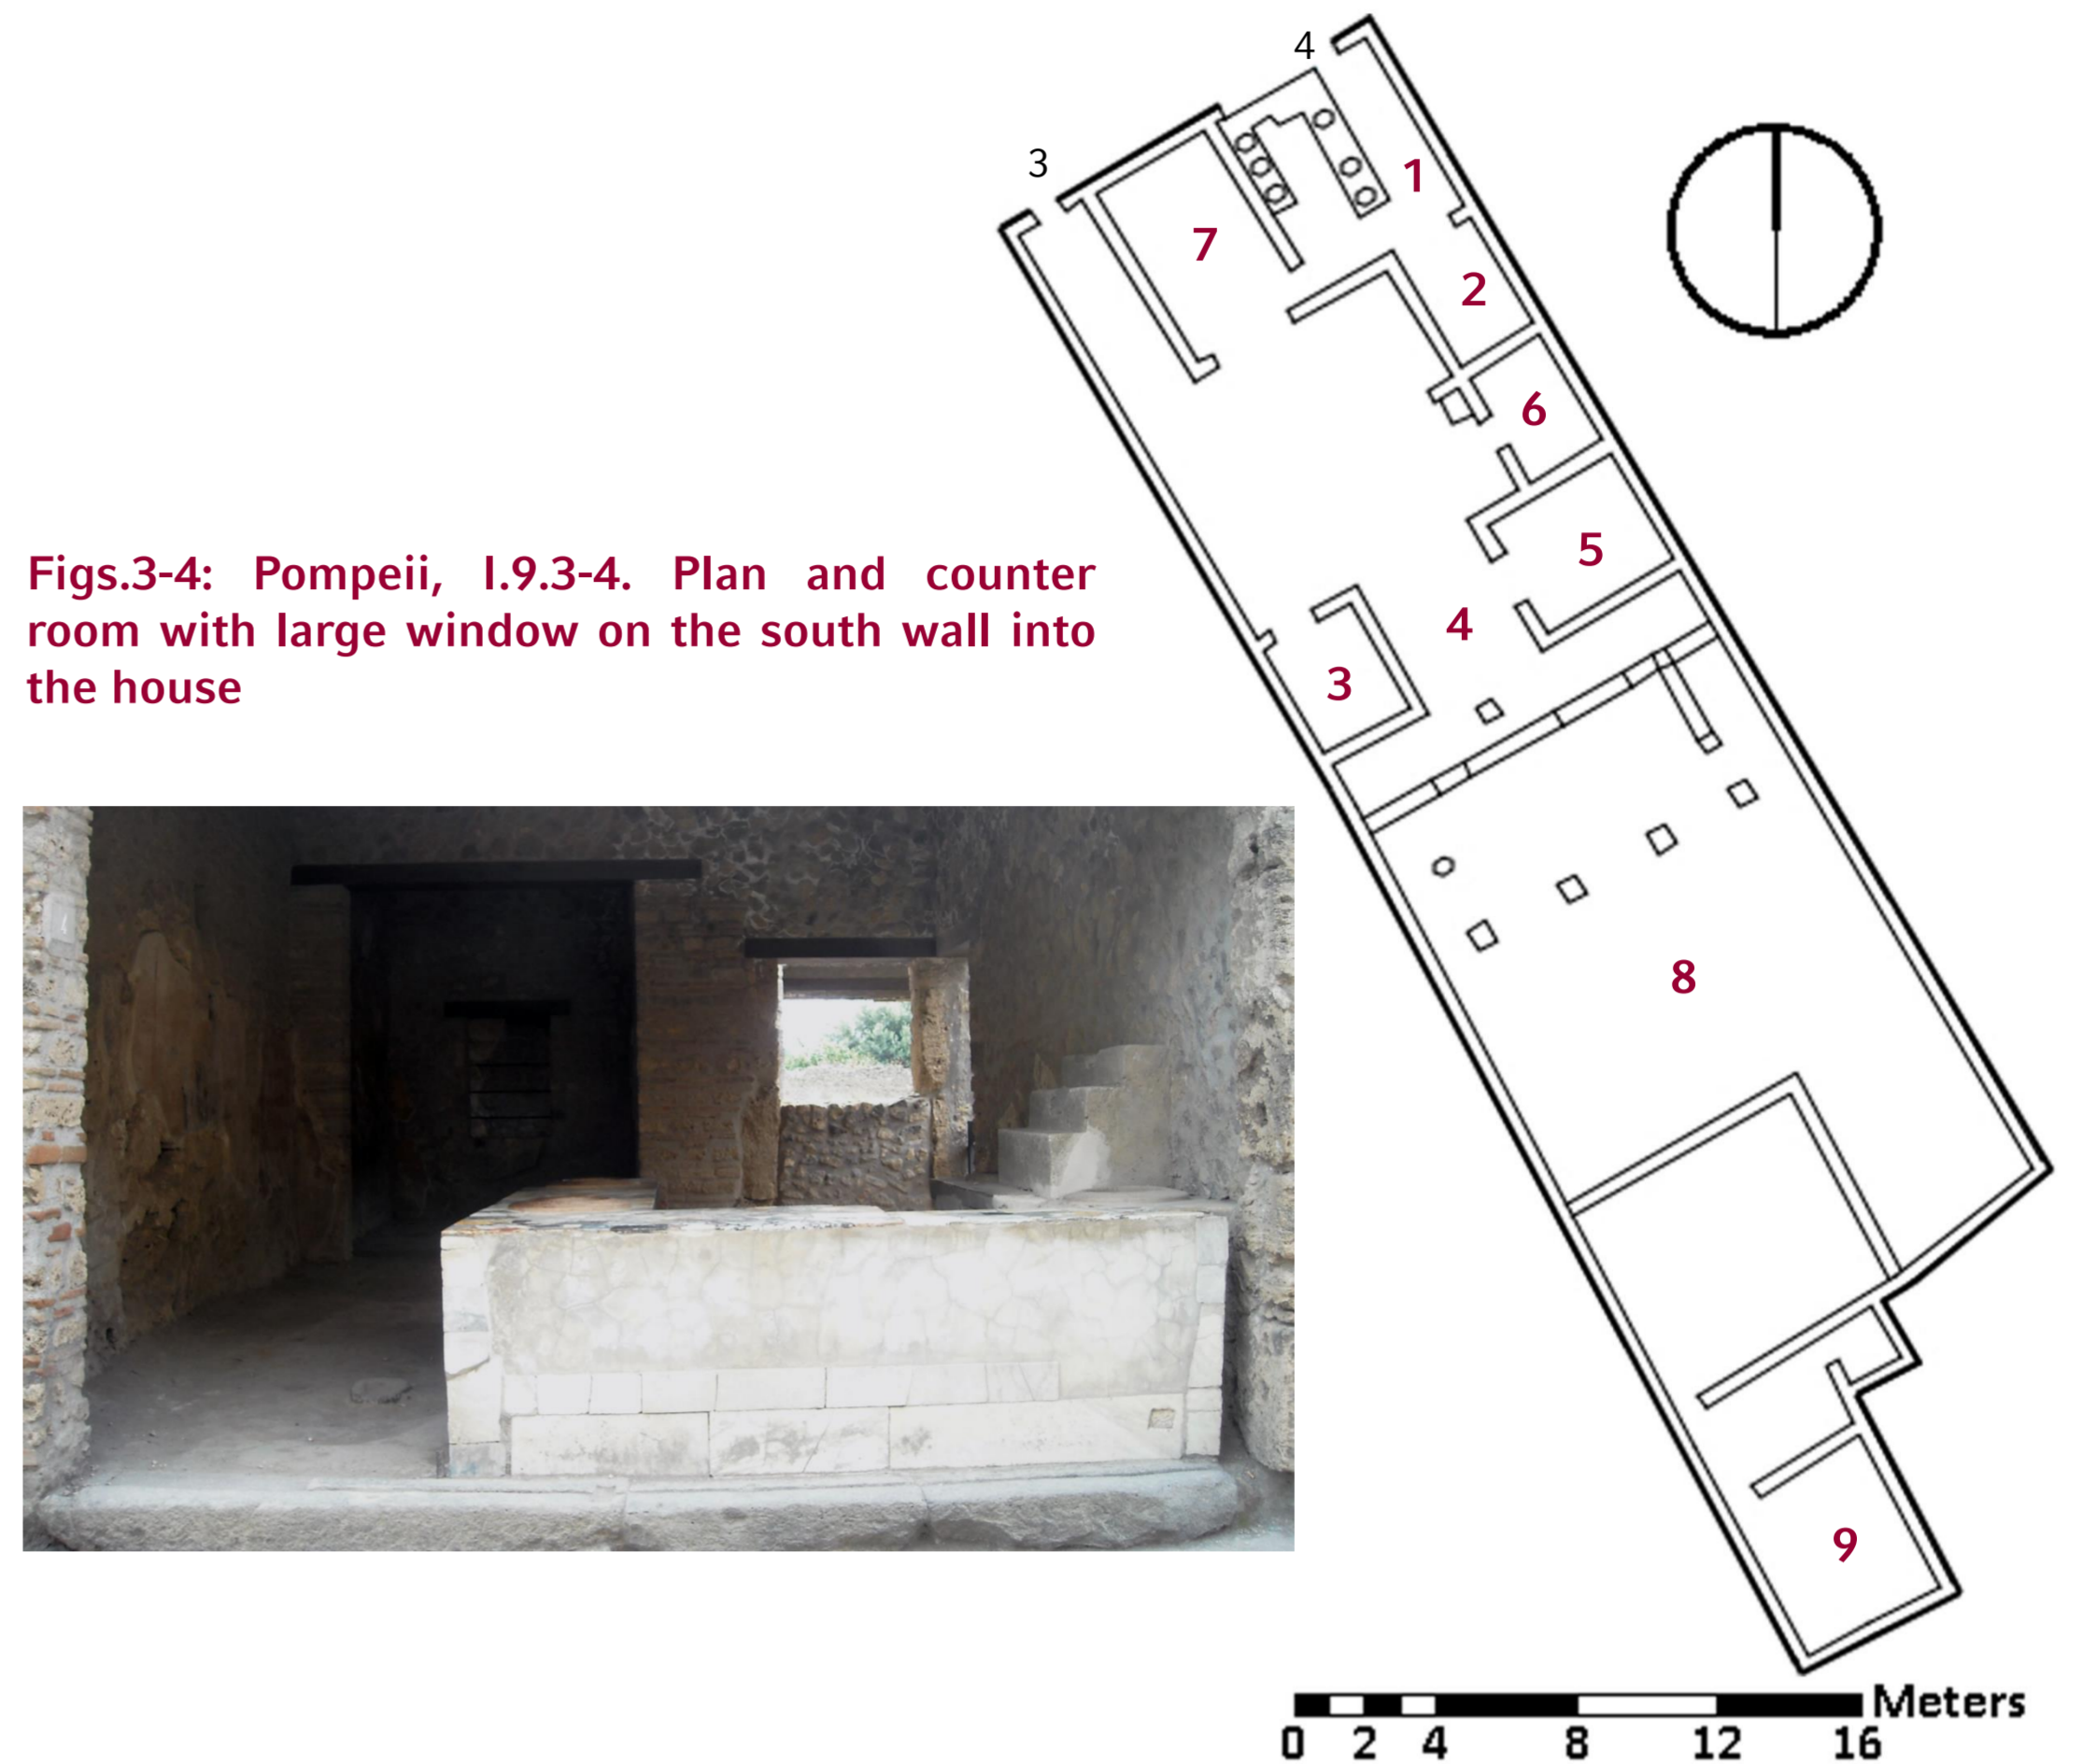 4
3
1
7
2
6
5
Figs.3-4: Pompeii, I.9.3-4. Plan and counter
room with large window on the south wall into
the house
4
3
8
9
Meters
0 2 4 8 12 16